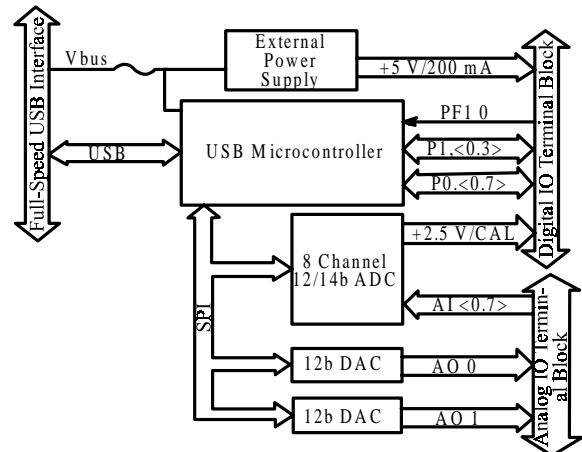 Full-Speed USB Interface
Vbus
External
Power
Supply
+5 V/200 mA
Digital IO Terminal Block
USB
USB Microcontroller
PF1 0
P1,<0.3>
P0.<0.7>
+2.5 V/CAL
8 Channel
12/14b ADC
SPI
AI <0.7>
Analog IO Termin-
al Block
12b DAC
AO 0
12b DAC
AO 1